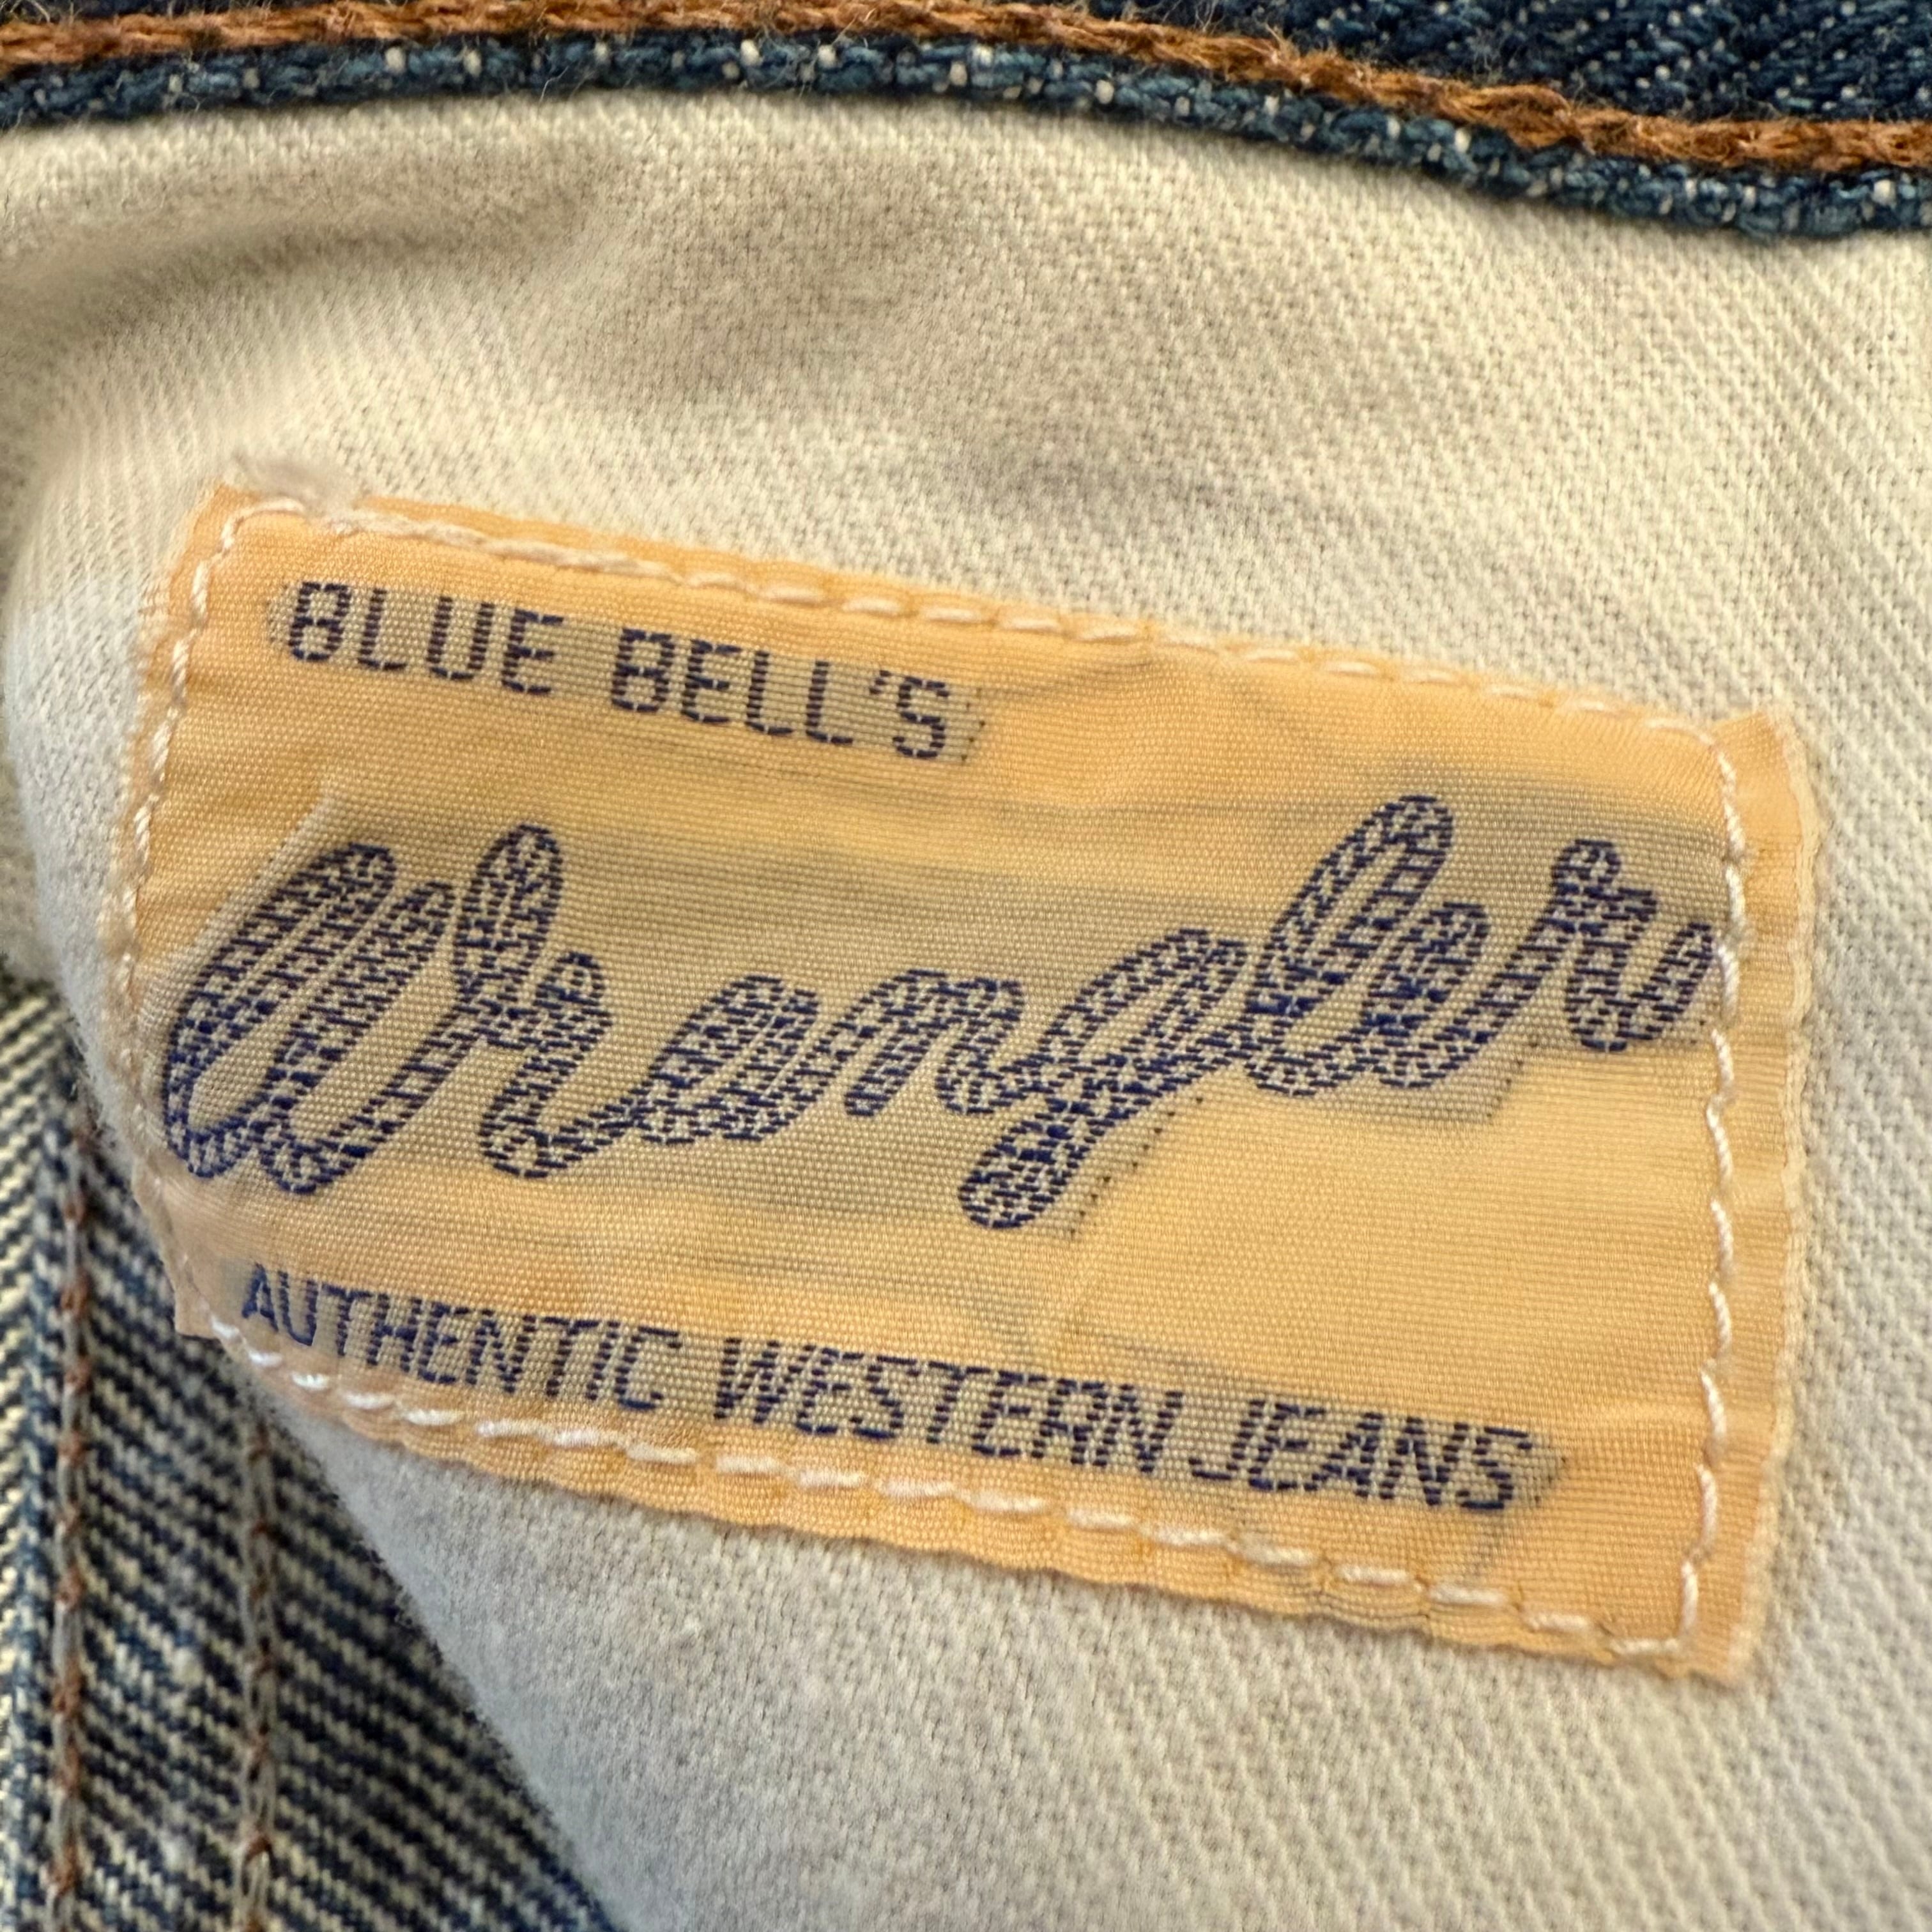 BLUE BELL'S
Wrangler
AUTHENTIC WESTERN JEANS